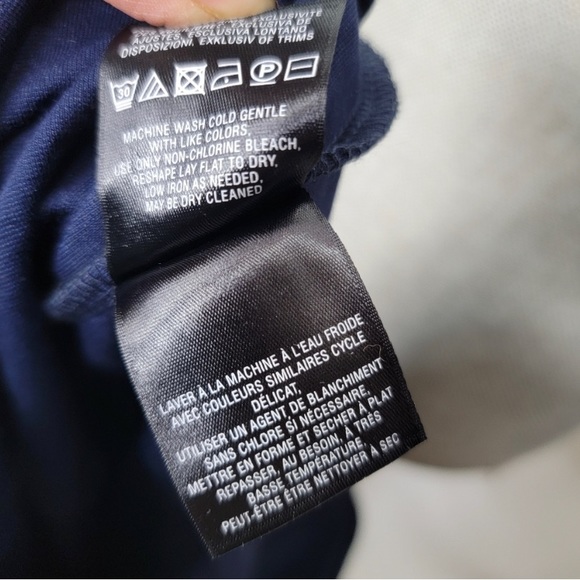 EXCLUSIVITE
AJUSTES, ESCLUSIVA LONTANO
DISPOSIZIONI, EXKLUSIV OF TRIMS
30 P
MACHINE WASH COLD GENTLE
WITH LIKE COLORS,
USE ONLY NON-CHLORINE BLEACH,
RESHAPE LAY FLAT TO DRY,
LOW IRON AS NEEDED,
MAY BE DRY CLEANED
LAVER À LA MACHINE À L'EAU FROIDE
AVEC COULEURS SIMILAIRES CYCLE
DÉLICAT.
UTILISER UN AGENT DE BLANCHIMENT
SANS CHLORE SI NÉCESSAIRE.
METTRE EN FORME ET SECHER À PLAT
REPASSER, AU BESOIN, À TRÈS
BASSE TEMPÉRATURE
PEUT-ÊTRE ÊTRE NETTOYER À SEC